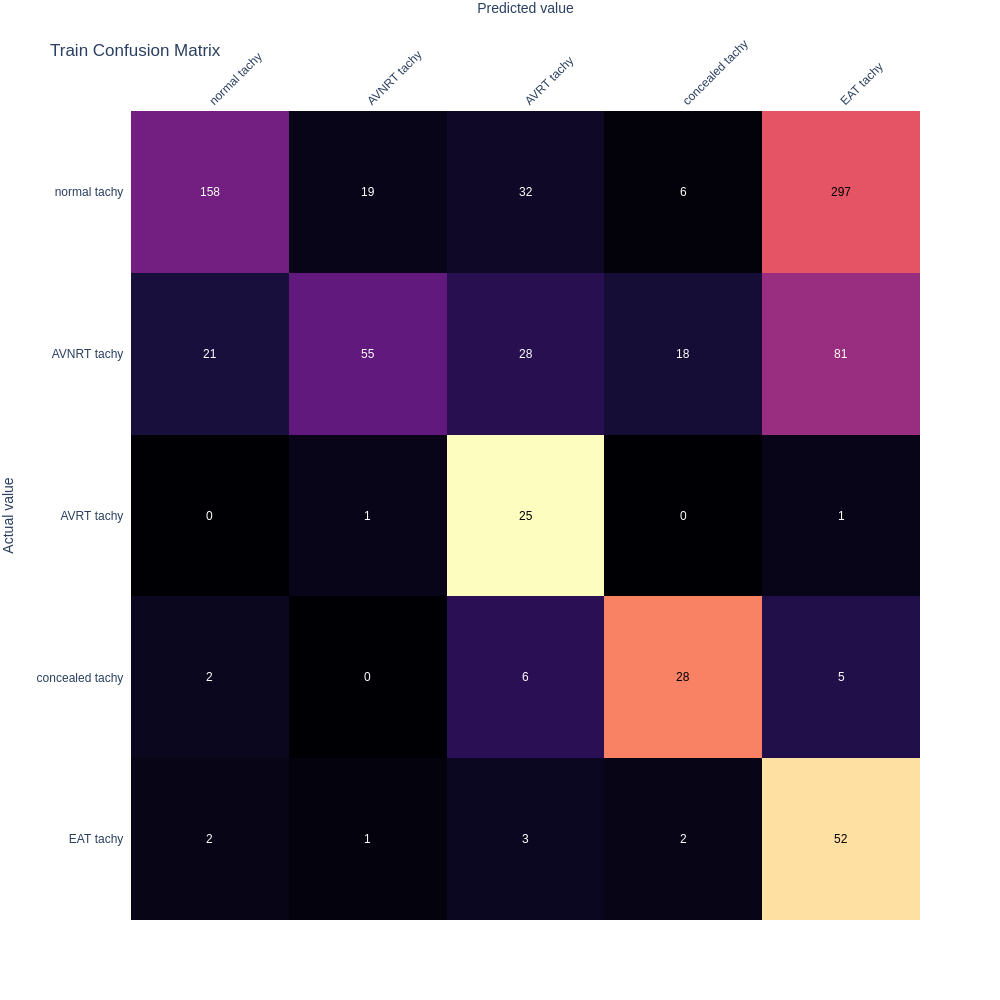 Predicted value
Train Confusion Matrix
normal tachy
AVNRT tachy
AVRT tachy
concealed tachy
EAT tachy
normal tachy 158 19 32 6 297
AVNRT tachy 21 55 28 18 81
AVRT tachy 0 1 25 0 1
concealed tachy 2 0 6 28 5
EAT tachy 2 1 3 2 52
Actual value